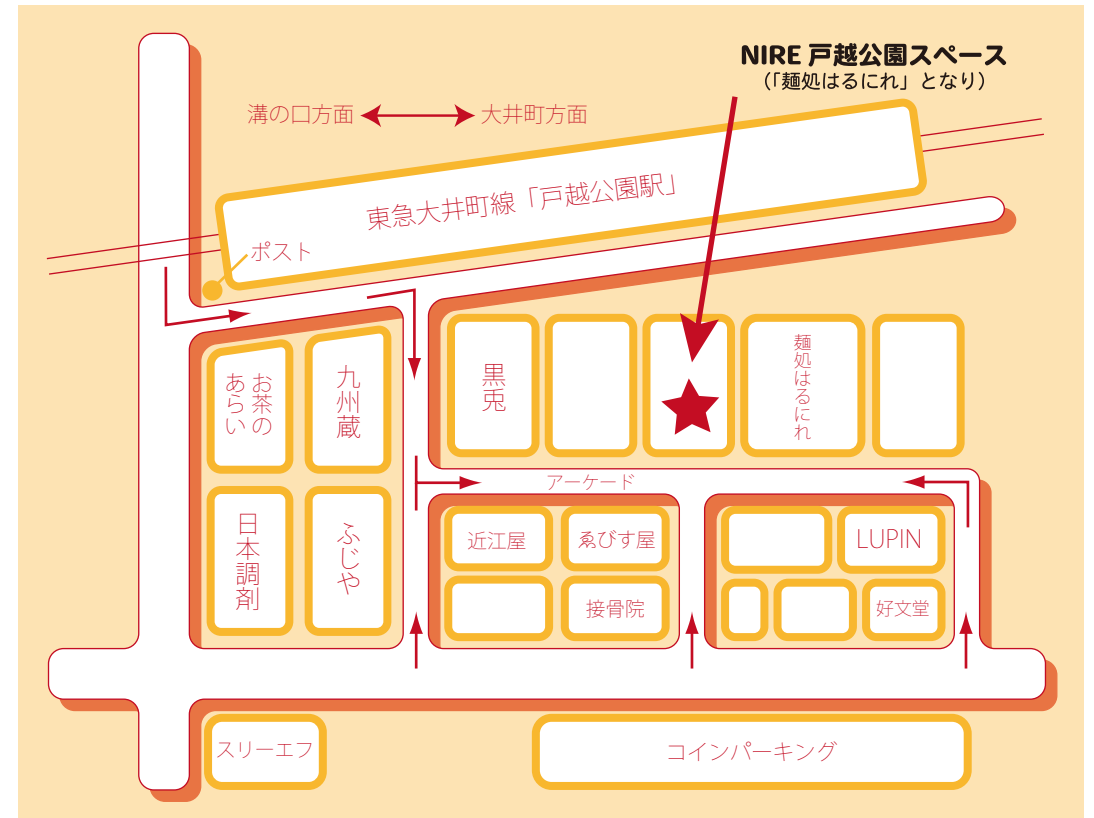 NIRE 戸越公園スペース
（「麺処はるにれ」となり）
溝の口方面
大井町方面
東急大井町線「戸越公園駅」
ポスト
お茶の
あらい
九州蔵
黒兎
麺処はるにれ
アーケード
日本調剤
ふじや
近江屋
ゑびす屋
LUPIN
接骨院
好文堂
スリーエフ
コインパーキング